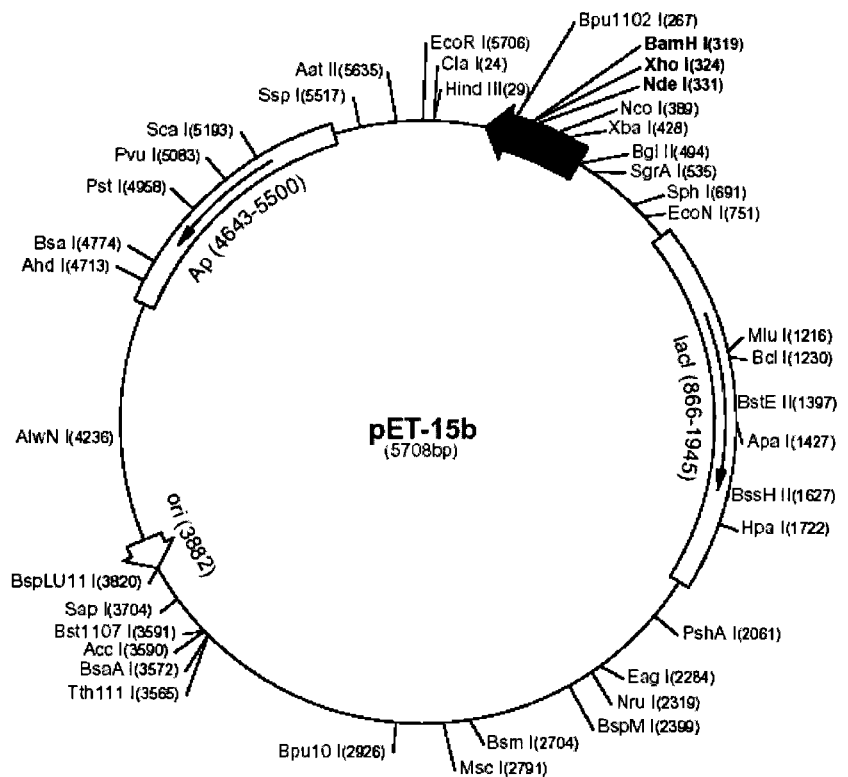 EcoR I(5706)
Cla I(24)
Hind III(29)
Bpu1102 I(267)
BamH I(319)
Xho I(324)
Nde I(331)
Nco I(389)
Xba I(428)
Bgl II(494)
SgrA I(535)
Sph I(691)
EcoN I(751)
lacI (866-1945)
Mlu I(1216)
Bcl I(1230)
BstE II(1397)
Apa I(1427)
BssH II(1627)
Hpa I(1722)
PshA I(2061)
Eag I(2284)
Nru I(2319)
BspM I(2399)
Bsm I(2704)
Msc I(2791)
Bpu10 I(2926)
Tth111 I(3565)
BsaA I(3572)
Acc I(3590)
Bst1107 I(3591)
Sap I(3704)
BspLU11 I(3820)
ori (3882)
AlwN I(4236)
Ap (4643-5500)
Ahd I(4713)
Bsa I(4774)
Pst I(4958)
Pvu I(5083)
Sca I(5193)
Ssp I(5517)
Aat II(5635)
pET-15b
(5708bp)